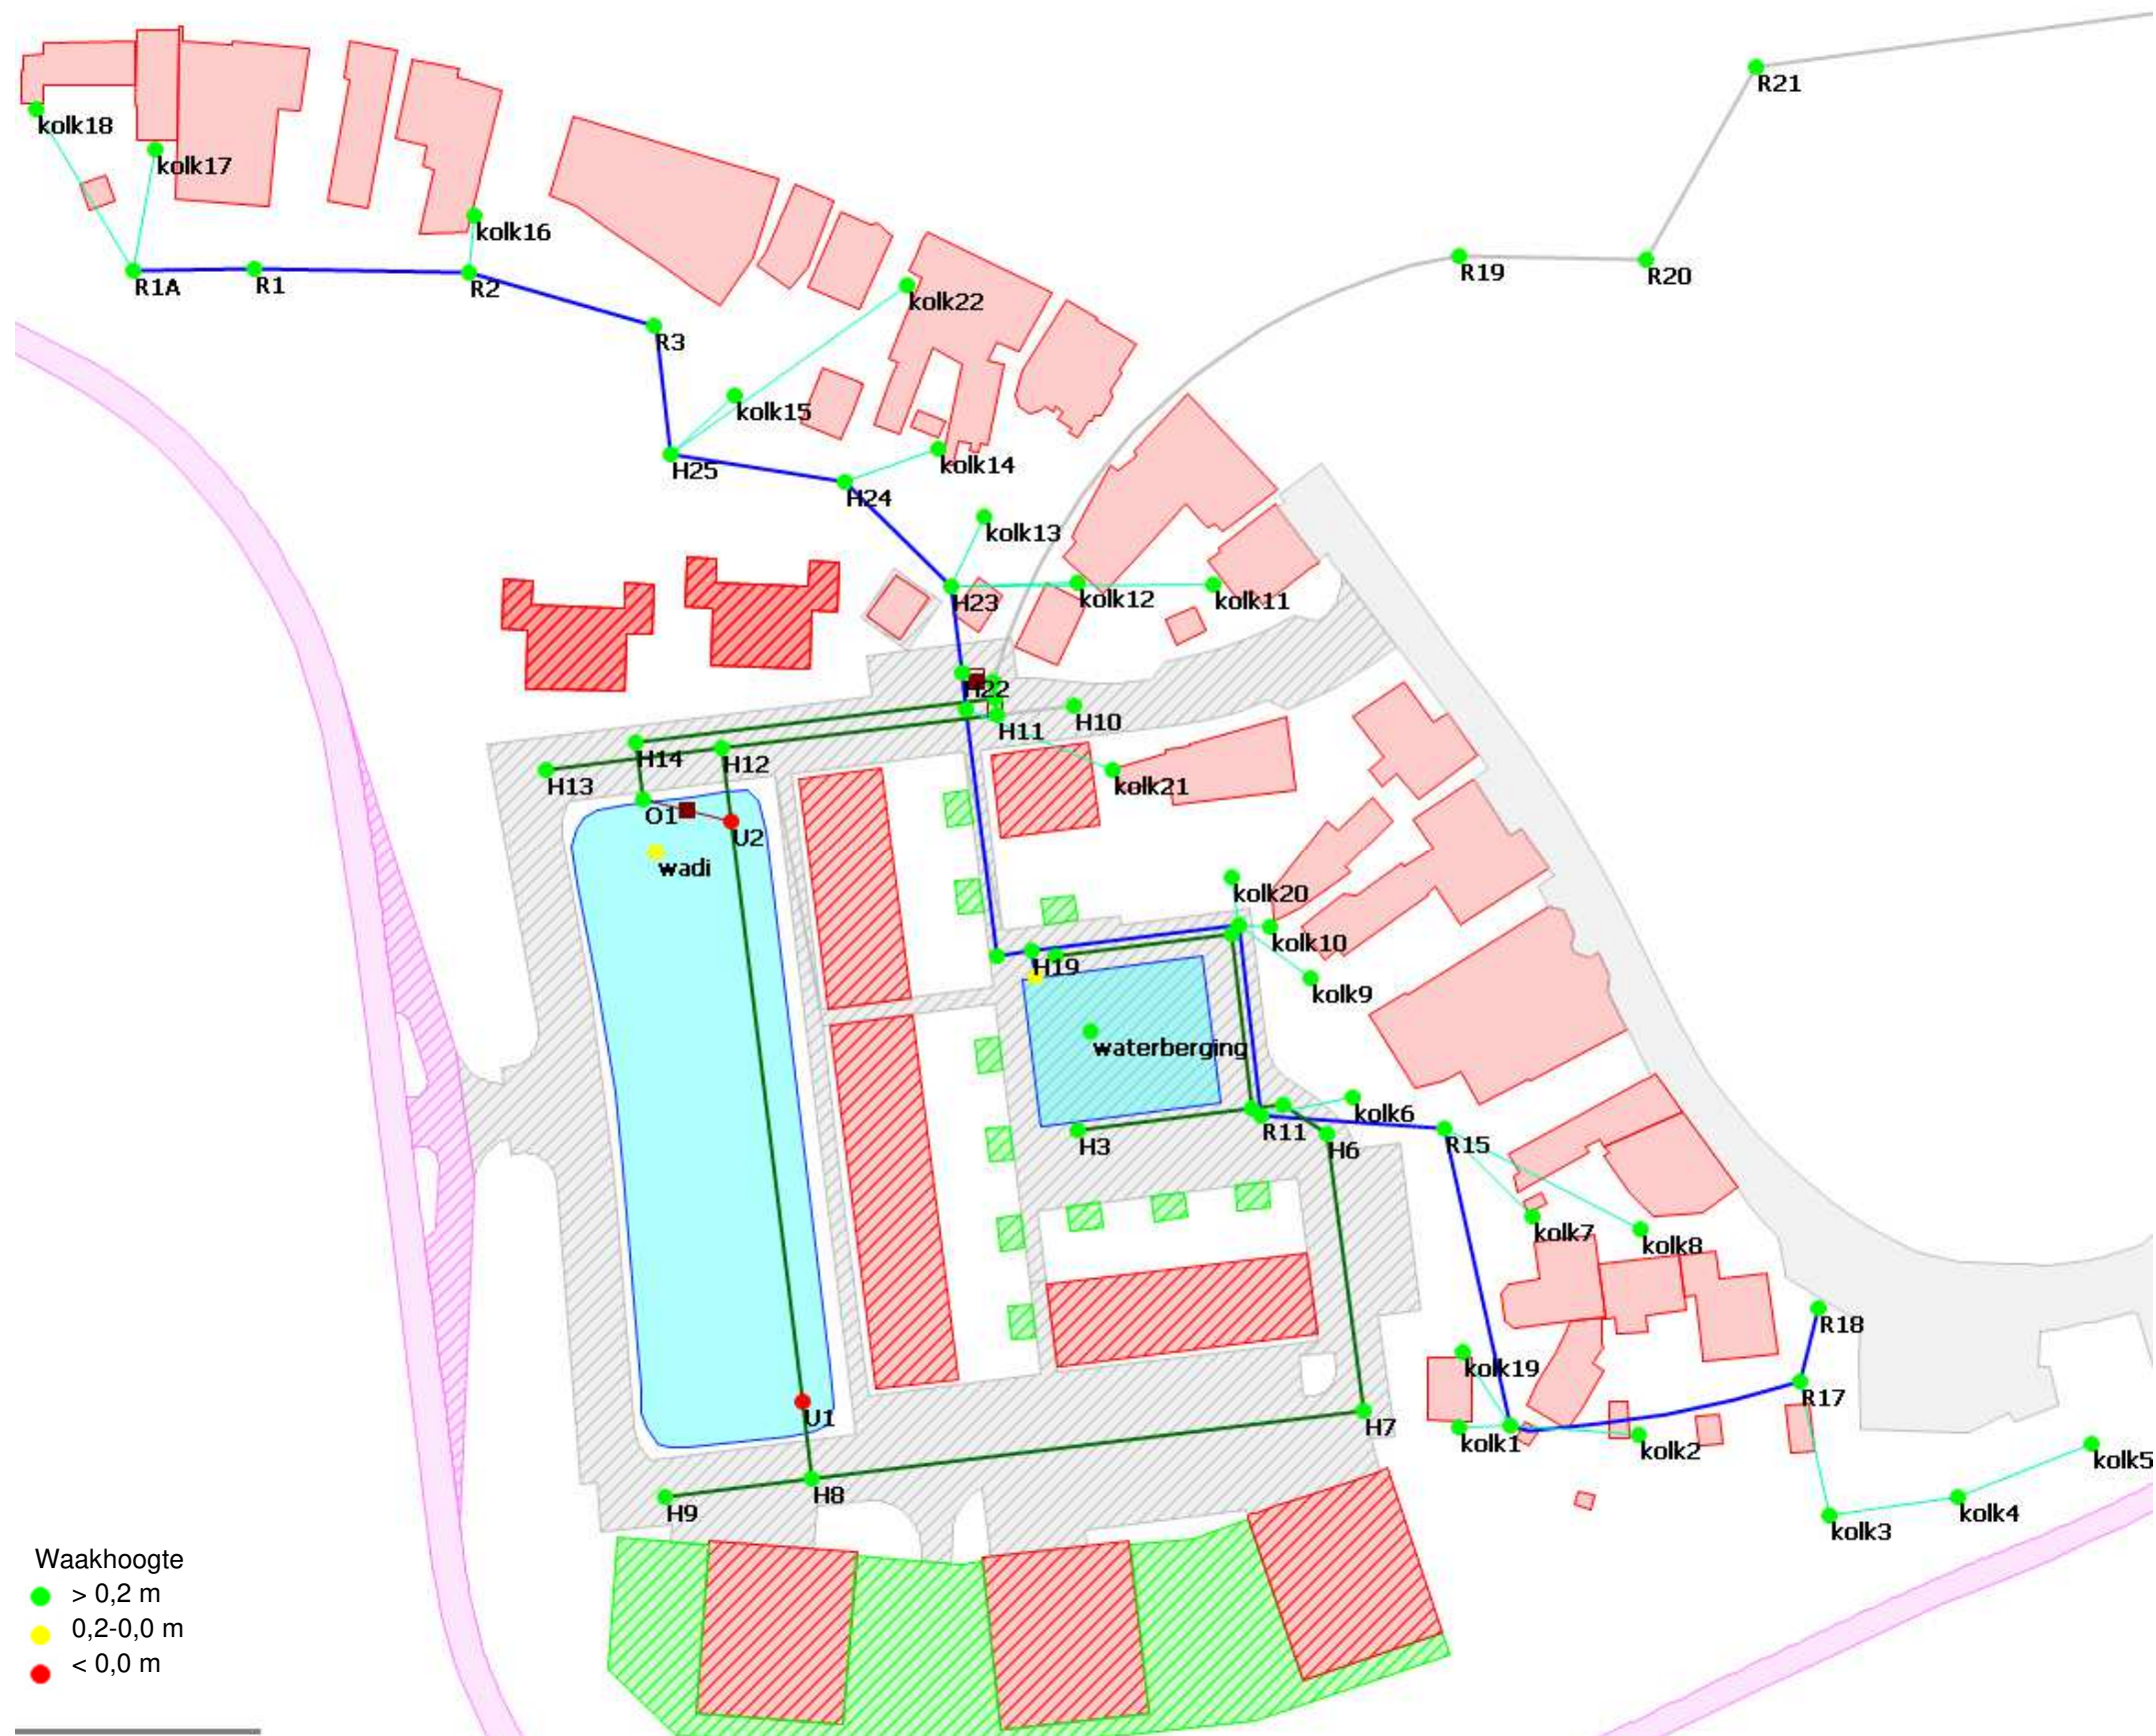 R21
kolk18
kolk17
kolk16
R1A
R1
R2
R19
R20
kolk22
R3
kolk15
kolk14
H25
H24
kolk13
H23
kolk12
kolk11
H22
H11
H10
H14
H12
H13
kolk21
O1
U2
wadi
kolk20
kolk10
H19
kolk9
waterberging
kolk6
R11
R15
H3
H6
kolk7
kolk8
R18
kolk19
R17
U1
H7
kolk1
kolk2
kolk5
H8
H9
kolk4
kolk3
Waakhoogte
> 0,2 m
0,2-0,0 m
< 0,0 m